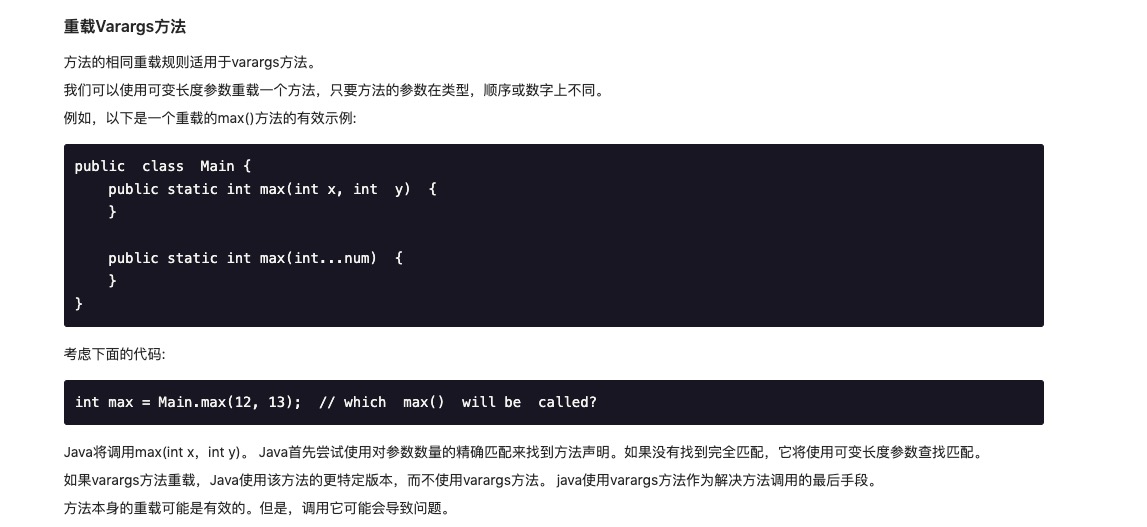 重载Varargs方法
方法的相同重载规则适用于varargs方法。
我们可以使用可变长度参数重载一个方法，只要方法的参数在类型，顺序或数字上不同。
例如，以下是一个重载的max()方法的有效示例:
public  class  Main {
    public static int max(int x, int  y)  {
    }
    public static int max(int...num)  {
    }
}
考虑下面的代码:
int max = Main.max(12, 13);  // which  max()  will be  called?
Java将调用max(int x，int y)。 Java首先尝试使用对参数数量的精确匹配来找到方法声明。如果没有找到完全匹配，它将使用可变长度参数查找匹配。
如果varargs方法重载，Java使用该方法的更特定版本，而不使用varargs方法。 java使用varargs方法作为解决方法调用的最后手段。
方法本身的重载可能是有效的。但是，调用它可能会导致问题。